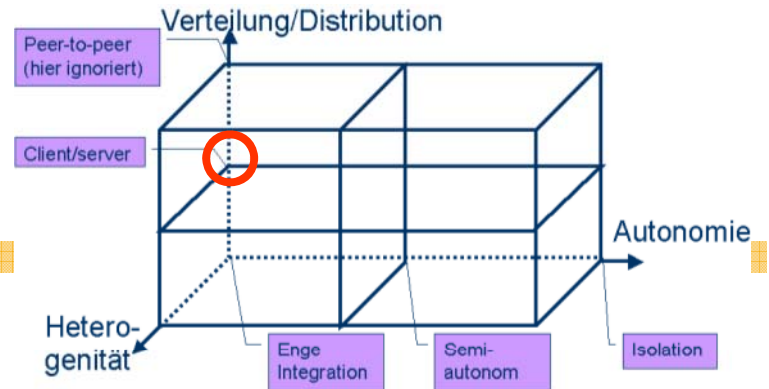 Verteilung/Distribution
Peer-to-peer
(hier ignoriert)
Client/server
Autonomie
Hetero-
genität
Enge
Integration
Semi-
autonom
Isolation